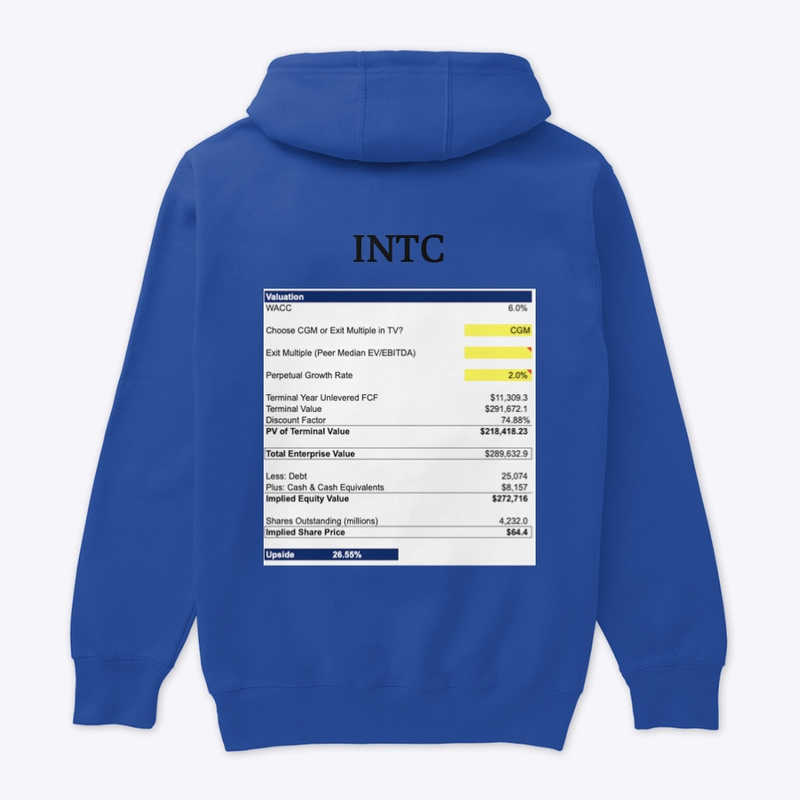 INTC
Valuation
WACC 6.0%
Choose CGM or Exit Multiple in TV? CGM
Exit Multiple (Peer Median EV/EBITDA)
Perpetual Growth Rate 2.0%
Terminal Year Unlevered FCF $11,309.3
Terminal Value $291,672.1
Discount Factor 74.88%
PV of Terminal Value $218,418.23
Total Enterprise Value $289,632.9
Less: Debt 25,074
Plus: Cash & Cash Equivalents $8,157
Implied Equity Value $272,716
Shares Outstanding (millions) 4,232.0
Implied Share Price $64.4
Upside 26.55%